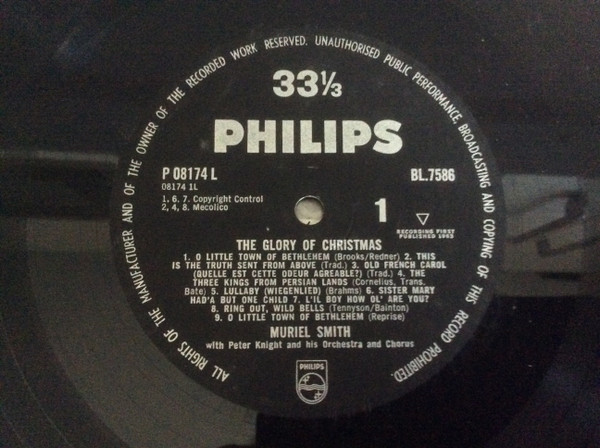 ALL RIGHTS OF THE MANUFACTURER AND OF THE OWNER OF THE RECORDED WORK RESERVED. UNAUTHORISED PUBLIC PERFORMANCE, BROADCASTING AND COPYING OF THIS RECORD PROHIBITED.
33⅓
PHILIPS
P 08174 L
BL.7586
08174 1L
1, 6, 7. Copyright Control
2, 4, 8. Mecolico
1
RECORDING FIRST
PUBLISHED 1963
THE GLORY OF CHRISTMAS
1. O LITTLE TOWN OF BETHLEHEM (Brooks/Redner) 2. THIS
IS THE TRUTH SENT FROM ABOVE (Trad.) 3. OLD FRENCH CAROL
(QUELLE EST CETTE ODEUR AGREABLE?) (Trad.) 4. THE
THREE KINGS FROM PERSIAN LANDS (Cornelius, Trans.
Bate) 5. LULLABY (WIEGENLIED) (Brahms) 6. SISTER MARY
HAD'A BUT ONE CHILD 7. L'IL BOY HOW OL' ARE YOU?
8. RING OUT, WILD BELLS (Tennyson/Bainton)
9. O LITTLE TOWN OF BETHLEHEM (Reprise)
MURIEL SMITH
with Peter Knight and his Orchestra and Chorus
PHILIPS